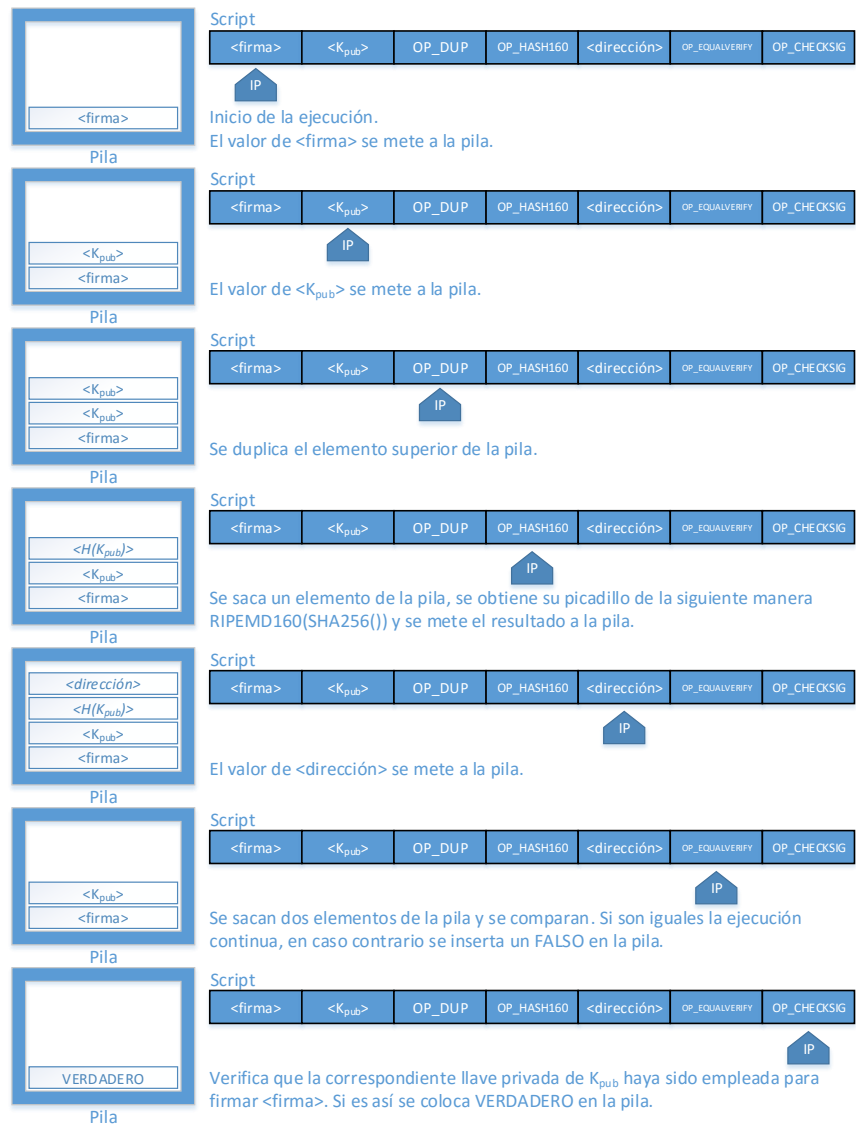 Script
<firma> <Kpub> OP_DUP OP_HASH160 <dirección> OP_EQUALVERIFY OP_CHECKSIG
IP
<firma>
Pila
Inicio de la ejecución.
El valor de <firma> se mete a la pila.
Script
<firma> <Kpub> OP_DUP OP_HASH160 <dirección> OP_EQUALVERIFY OP_CHECKSIG
IP
<Kpub>
<firma>
Pila
El valor de <Kpub> se mete a la pila.
Script
<firma> <Kpub> OP_DUP OP_HASH160 <dirección> OP_EQUALVERIFY OP_CHECKSIG
IP
<Kpub>
<Kpub>
<firma>
Pila
Se duplica el elemento superior de la pila.
Script
<firma> <Kpub> OP_DUP OP_HASH160 <dirección> OP_EQUALVERIFY OP_CHECKSIG
IP
<H(Kpub)>
<Kpub>
<firma>
Pila
Se saca un elemento de la pila, se obtiene su picadillo de la siguiente manera
RIPEMD160(SHA256()) y se mete el resultado a la pila.
Script
<firma> <Kpub> OP_DUP OP_HASH160 <dirección> OP_EQUALVERIFY OP_CHECKSIG
IP
<dirección>
<H(Kpub)>
<Kpub>
<firma>
Pila
El valor de <dirección> se mete a la pila.
Script
<firma> <Kpub> OP_DUP OP_HASH160 <dirección> OP_EQUALVERIFY OP_CHECKSIG
IP
<Kpub>
<firma>
Pila
Se sacan dos elementos de la pila y se comparan. Si son iguales la ejecución
continua, en caso contrario se inserta un FALSO en la pila.
Script
<firma> <Kpub> OP_DUP OP_HASH160 <dirección> OP_EQUALVERIFY OP_CHECKSIG
IP
VERDADERO
Pila
Verifica que la correspondiente llave privada de Kpub haya sido empleada para
firmar <firma>. Si es así se coloca VERDADERO en la pila.